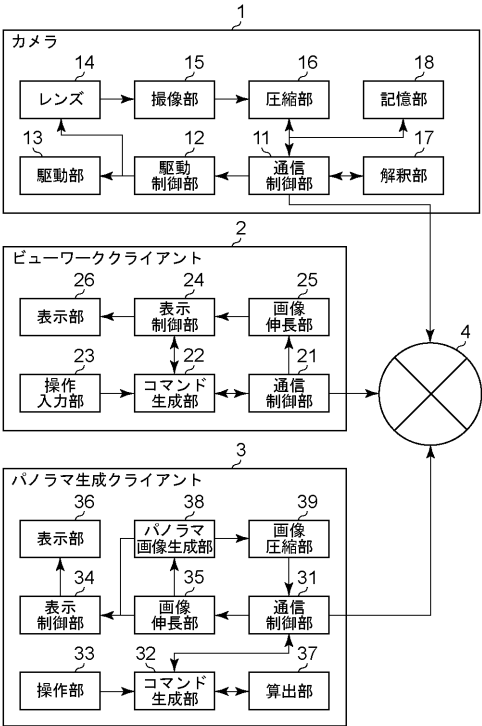 1
カメラ
14
15
16
18
レンズ
撮像部
圧縮部
記憶部
13
12
11
17
駆動部
駆動
制御部
通信
制御部
解釈部
2
ビューワーククライアント
26
24
25
表示部
表示
制御部
画像
伸長部
4
23
22
21
操作
入力部
コマンド
生成部
通信
制御部
3
パノラマ生成クライアント
36
38
39
表示部
パノラマ
画像生成部
画像
圧縮部
34
35
31
表示
制御部
画像
伸長部
通信
制御部
33
32
37
操作部
コマンド
生成部
算出部